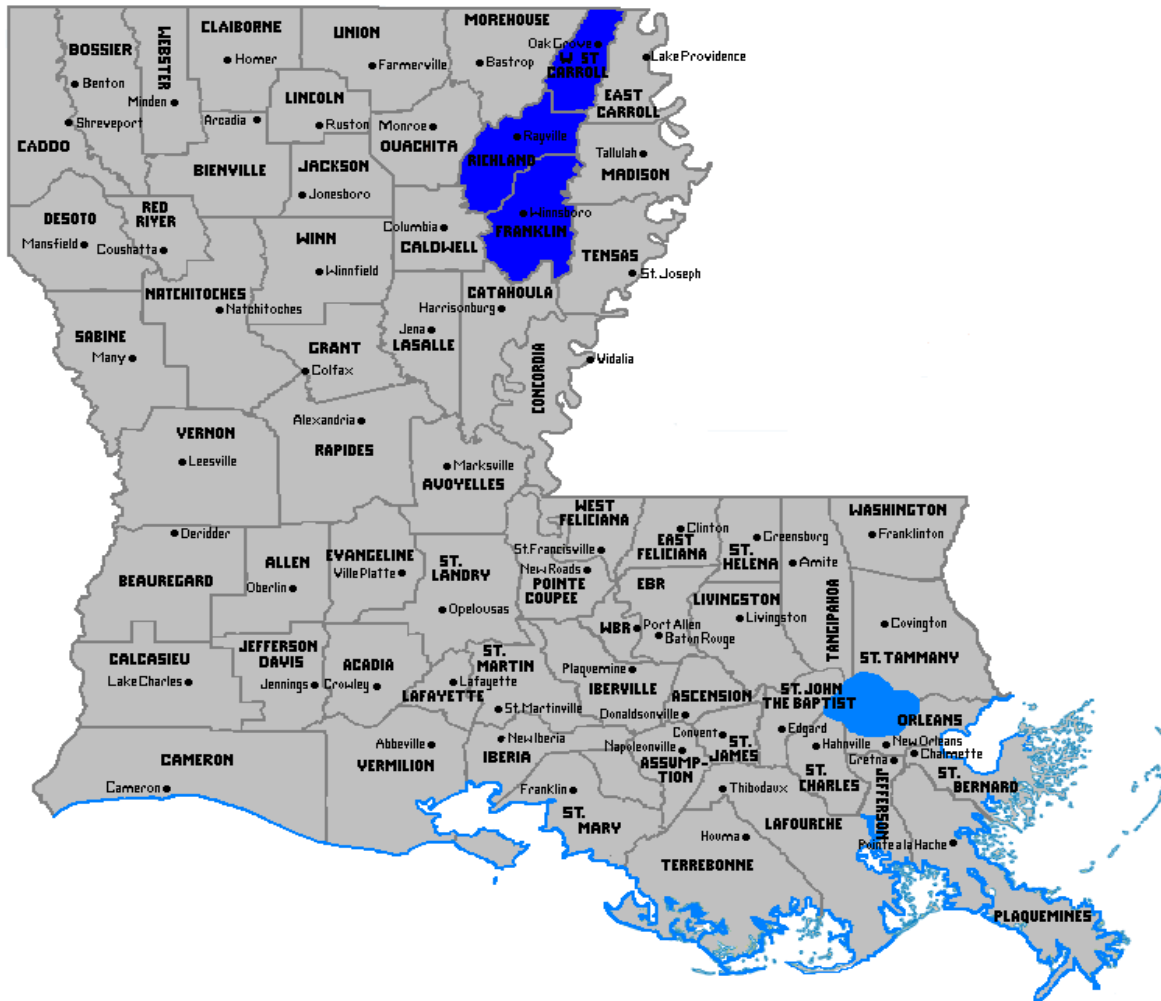 MOREHOUSE
CLAIBORNE
UNION
WEBSTER
BOSSIER
Oak Grove
Homer
Farmerville
Bastrop
W ST
CARROLL
Lake Providence
Benton
Minden
LINCOLN
EAST
CARROLL
Shreveport
Arcadia
Ruston
Monroe
Rayville
CADDO
OUACHITA
BIENVILLE
JACKSON
RICHLAND
Tallulah
MADISON
Jonesboro
DESOTO
RED
RIVER
Winnsboro
Mansfield
Coushatta
WINN
Columbia
CALDWELL
FRANKLIN
TENSAS
Winnfield
St. Joseph
NATCHITOCHES
CATAHOULA
Natchitoches
Harrisonburg
SABINE
Many
GRANT
Jena
LASALLE
Colfax
CONCORDIA
Vidalia
Alexandria
VERNON
RAPIDES
Leesville
Marksville
AVOYELLES
WEST
FELICIANA
WASHINGTON
Deridder
Clinton
Greensburg
Franklinton
EAST
FELICIANA
ST.
HELENA
ALLEN
EVANGELINE
Ville Platte
ST.
LANDRY
St. Francisville
New Roads
POINTE
COUPEE
Amite
BEAUREGARD
Oberlin
EBR
TANGIPAHOA
LIVINGSTON
Opelousas
WBR
Port Allen
Baton Rouge
Livingston
Covington
CALCASIEU
JEFFERSON
DAVIS
ACADIA
ST.
MARTIN
ST. TAMMANY
Lake Charles
Jennings
Crowley
Lafayette
LAFAYETTE
Plaquemine
IBERVILLE
ASCENSION
ST. JOHN
THE BAPTIST
St. Martinville
Donaldsonville
ORLEANS
Abbeville
New Iberia
Convent
Edgard
CAMERON
VERMILION
IBERIA
Napoleonville
ASSUMP-
TION
ST.
JAMES
Hahnville
New Orleans
Chalmette
Gretna
Cameron
Franklin
Thibodaux
ST.
CHARLES
JEFFERSON
ST.
BERNARD
ST.
MARY
LAFOURCHE
Houma
Pointe a la Hache
TERREBONNE
PLAQUEMINES